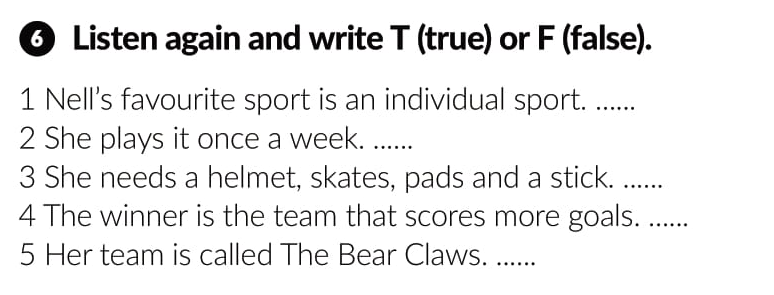 6 Listen again and write T (true) or F (false).
1 Nell's favourite sport is an individual sport. ......
2 She plays it once a week. ......
3 She needs a helmet, skates, pads and a stick. ......
4 The winner is the team that scores more goals. ......
5 Her team is called The Bear Claws. ......